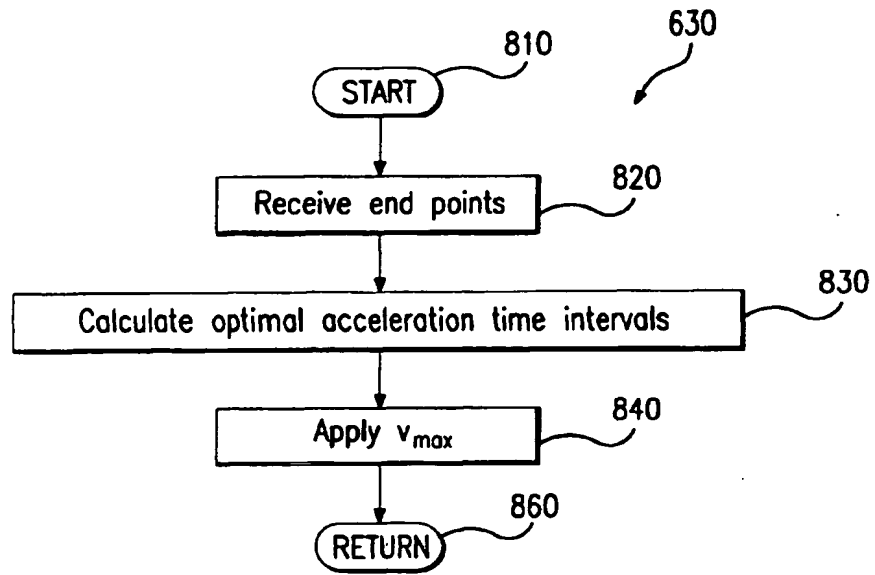 630
810
START
820
Receive end points
830
Calculate optimal acceleration time intervals
840
Apply vmax
860
RETURN